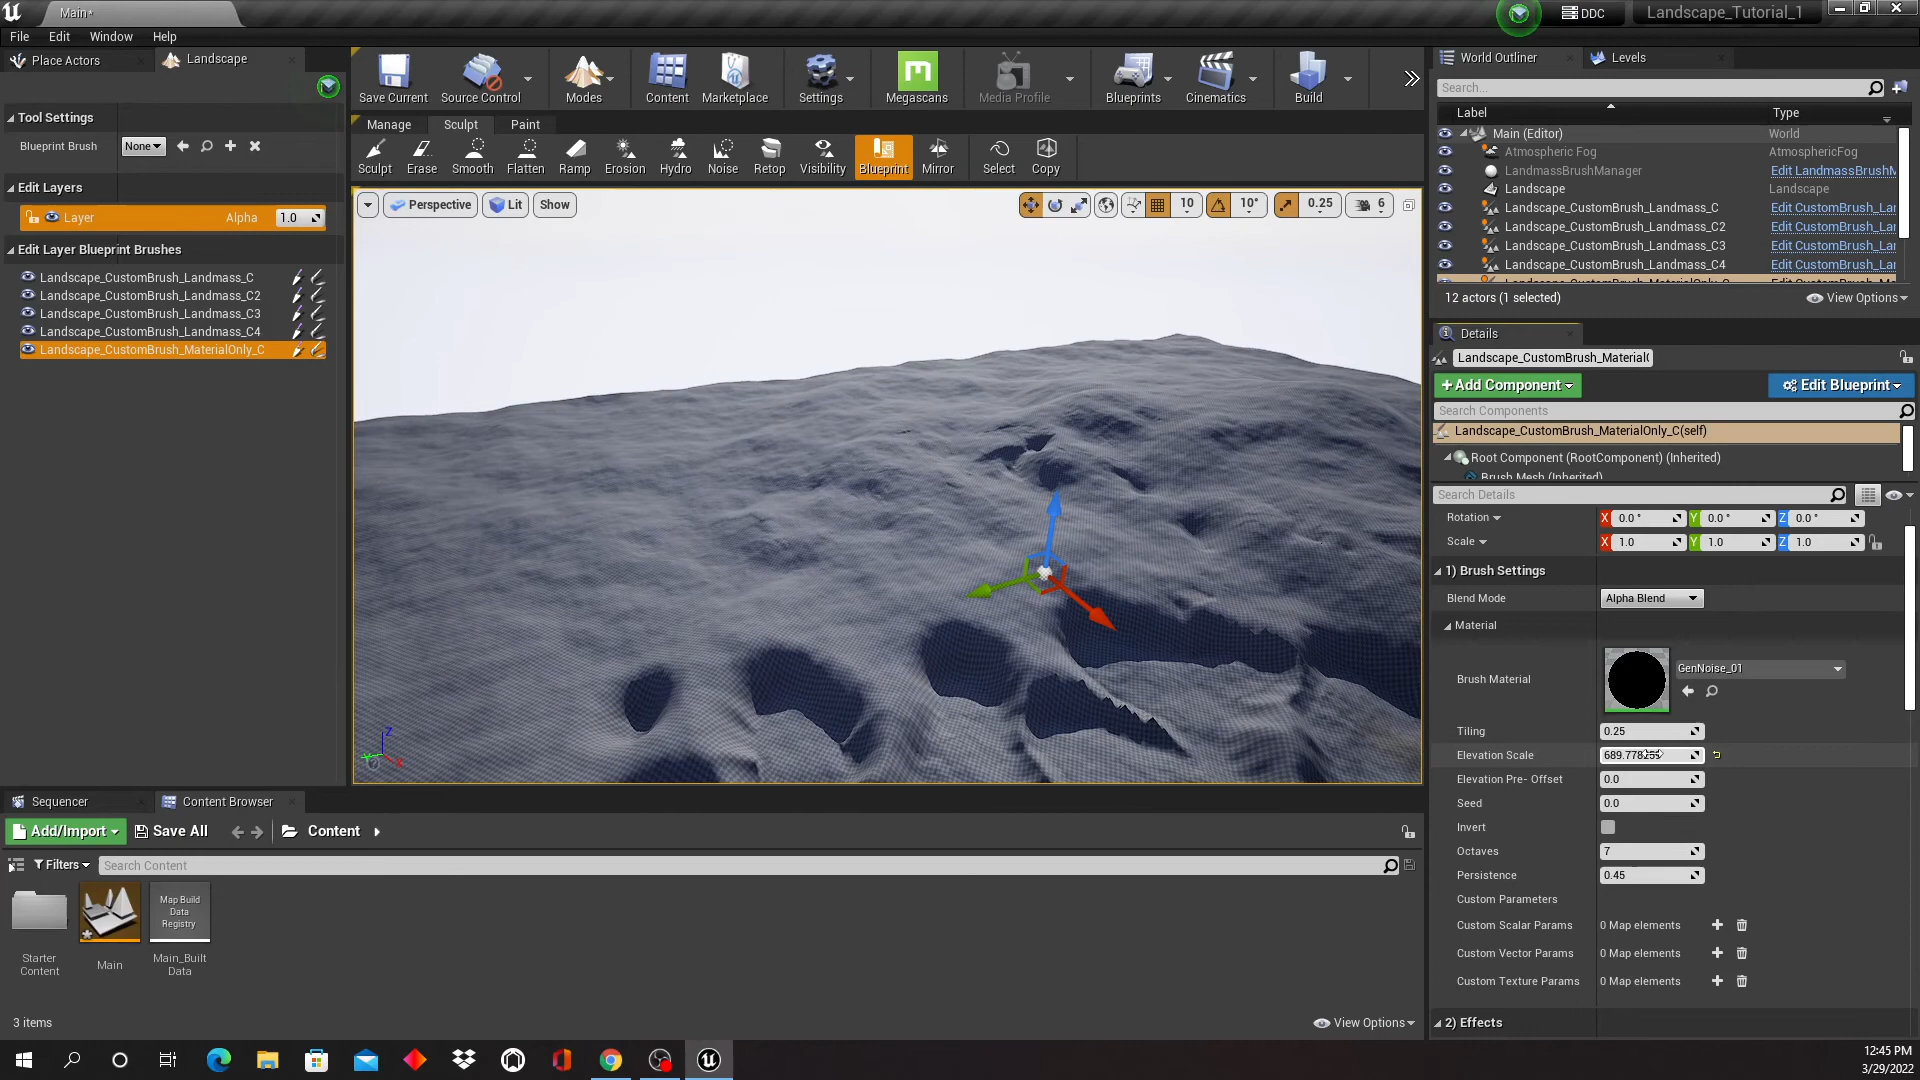 Main*
DDC
Landscape_Tutorial_1
File Edit Window Help
Place Actors
Landscape
Tool Settings
Blueprint Brush
None
Edit Layers
Layer
Alpha
1.0
Edit Layer Blueprint Brushes
Landscape_CustomBrush_Landmass_C
Landscape_CustomBrush_Landmass_C2
Landscape_CustomBrush_Landmass_C3
Landscape_CustomBrush_Landmass_C4
Landscape_CustomBrush_MaterialOnly_C
Save Current
Source Control
Modes
Content
Marketplace
Settings
Megascans
Media Profile
Blueprints
Cinematics
Build
Manage Sculpt Paint
Sculpt Erase Smooth Flatten Ramp Erosion Hydro Noise Retop Visibility Blueprint Mirror Select Copy
Perspective Lit Show
10
10°
0.25
6
Z
World Outliner
Levels
Search...
Label
Type
Main (Editor) World
Atmospheric Fog AtmosphericFog
LandmassBrushManager Edit LandmassBrushM
Landscape Landscape
Landscape_CustomBrush_Landmass_C Edit CustomBrush_Lar
Landscape_CustomBrush_Landmass_C2 Edit CustomBrush_Lar
Landscape_CustomBrush_Landmass_C3 Edit CustomBrush_Lar
Landscape_CustomBrush_Landmass_C4 Edit CustomBrush_Lar
12 actors (1 selected)
View Options
Details
Landscape_CustomBrush_Material
+Add Component
Edit Blueprint
Search Components
Landscape_CustomBrush_MaterialOnly_C(self)
Root Component (RootComponent) (Inherited)
Brush Mesh (Inherited)
Search Details
Rotation
X 0.0 ° Y 0.0 ° Z 0.0 °
Scale
X 1.0 Y 1.0 Z 1.0
1) Brush Settings
Blend Mode
Alpha Blend
Material
Brush Material
GenNoise_01
Tiling 0.25
Elevation Scale
Elevation Pre- Offset 0.0
Seed 0.0
Invert
Octaves 7
Persistence 0.45
Custom Parameters
Custom Scalar Params 0 Map elements
Custom Vector Params 0 Map elements
Custom Texture Params 0 Map elements
2) Effects
Sequencer
Content Browser
Add/Import
Save All
Content
Filters
Search Content
Starter
Content
Main
Map Build
Data
Registry
Main_Built
Data
3 items
View Options
12:45 PM
3/29/2022